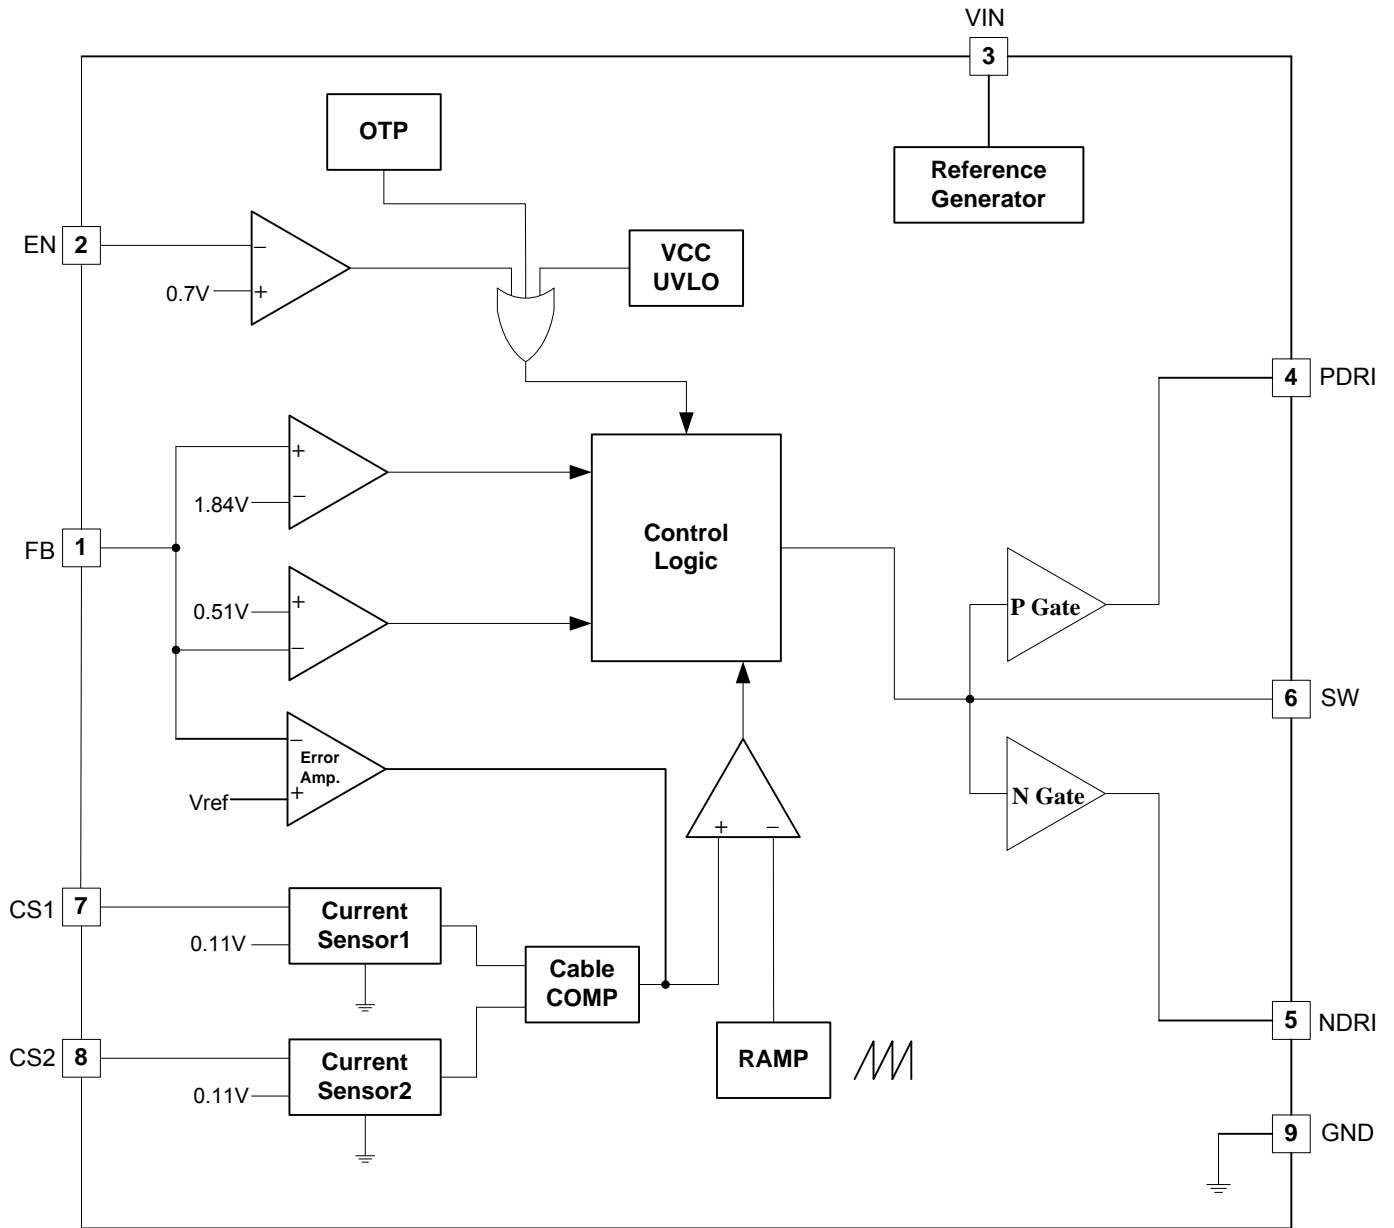 VIN
3
OTP
Reference
Generator
EN
2
−
0.7V
+
VCC
UVLO
4
PDRI
+
1.84V
−
FB
1
Control
Logic
0.51V
+
−
P Gate
6
SW
−
Error
Amp.
Vref
+
N Gate
+
−
CS1
7
Current
Sensor1
0.11V
Cable
COMP
5
NDRI
CS2
8
Current
Sensor2
0.11V
RAMP
9
GND